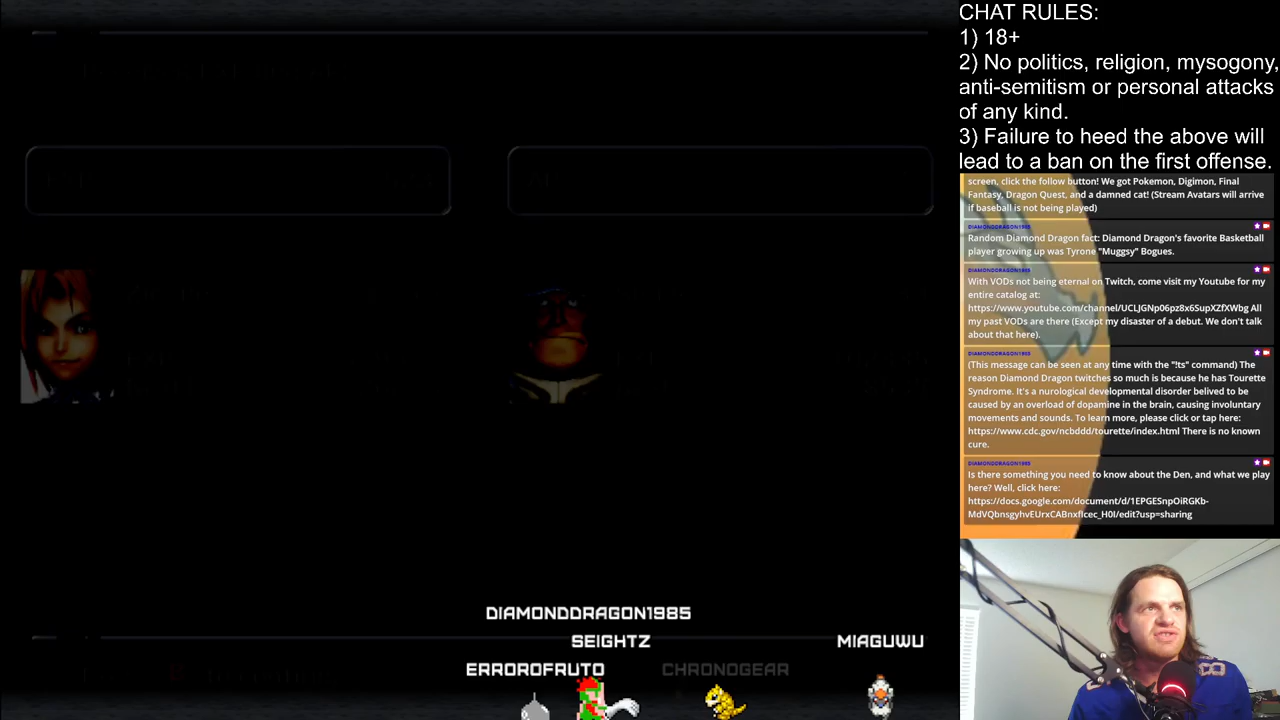 CHAT RULES:
1) 18+
2) No politics, religion, mysogony,
anti-semitism or personal attacks
of any kind.
3) Failure to heed the above will
lead to a ban on the first offense.
screen, click the follow button! We got Pokemon, Digimon, Final
Fantasy, Dragon Quest, and a damned cat! (Stream Avatars will arrive
if baseball is not being played)
DIAMONDDRAGON1985
Random Diamond Dragon fact: Diamond Dragon's favorite Basketball
player growing up was Tyrone "Muggsy" Bogues.
DIAMONDDRAGON1985
With VODs not being eternal on Twitch, come visit my Youtube for my
entire catalog at:
https://www.youtube.com/channel/UCLJGNp06pz8x6SupXZfXWbg All
my past VODs are there (Except my disaster of a debut. We don't talk
about that here).
DIAMONDDRAGON1985
(This message can be seen at any time with the "!ts" command) The
reason Diamond Dragon twitches so much is because he has Tourette
Syndrome. It's a nurological developmental disorder belived to be
caused by an overload of dopamine in the brain, causing involuntary
movements and sounds. To learn more, please click or tap here:
https://www.cdc.gov/ncbddd/tourette/index.html There is no known
cure.
DIAMONDDRAGON1985
Is there something you need to know about the Den, and what we play
here? Well, click here:
https://docs.google.com/document/d/1EPGESnpOiRGKb-
MdVQbnsgyhvEUrxCABnxfIcec_H0I/edit?usp=sharing
DIAMONDDRAGON1985
SEIGHTZ
MIAGUWU
ERROROFRUTO
CHRONOGEAR